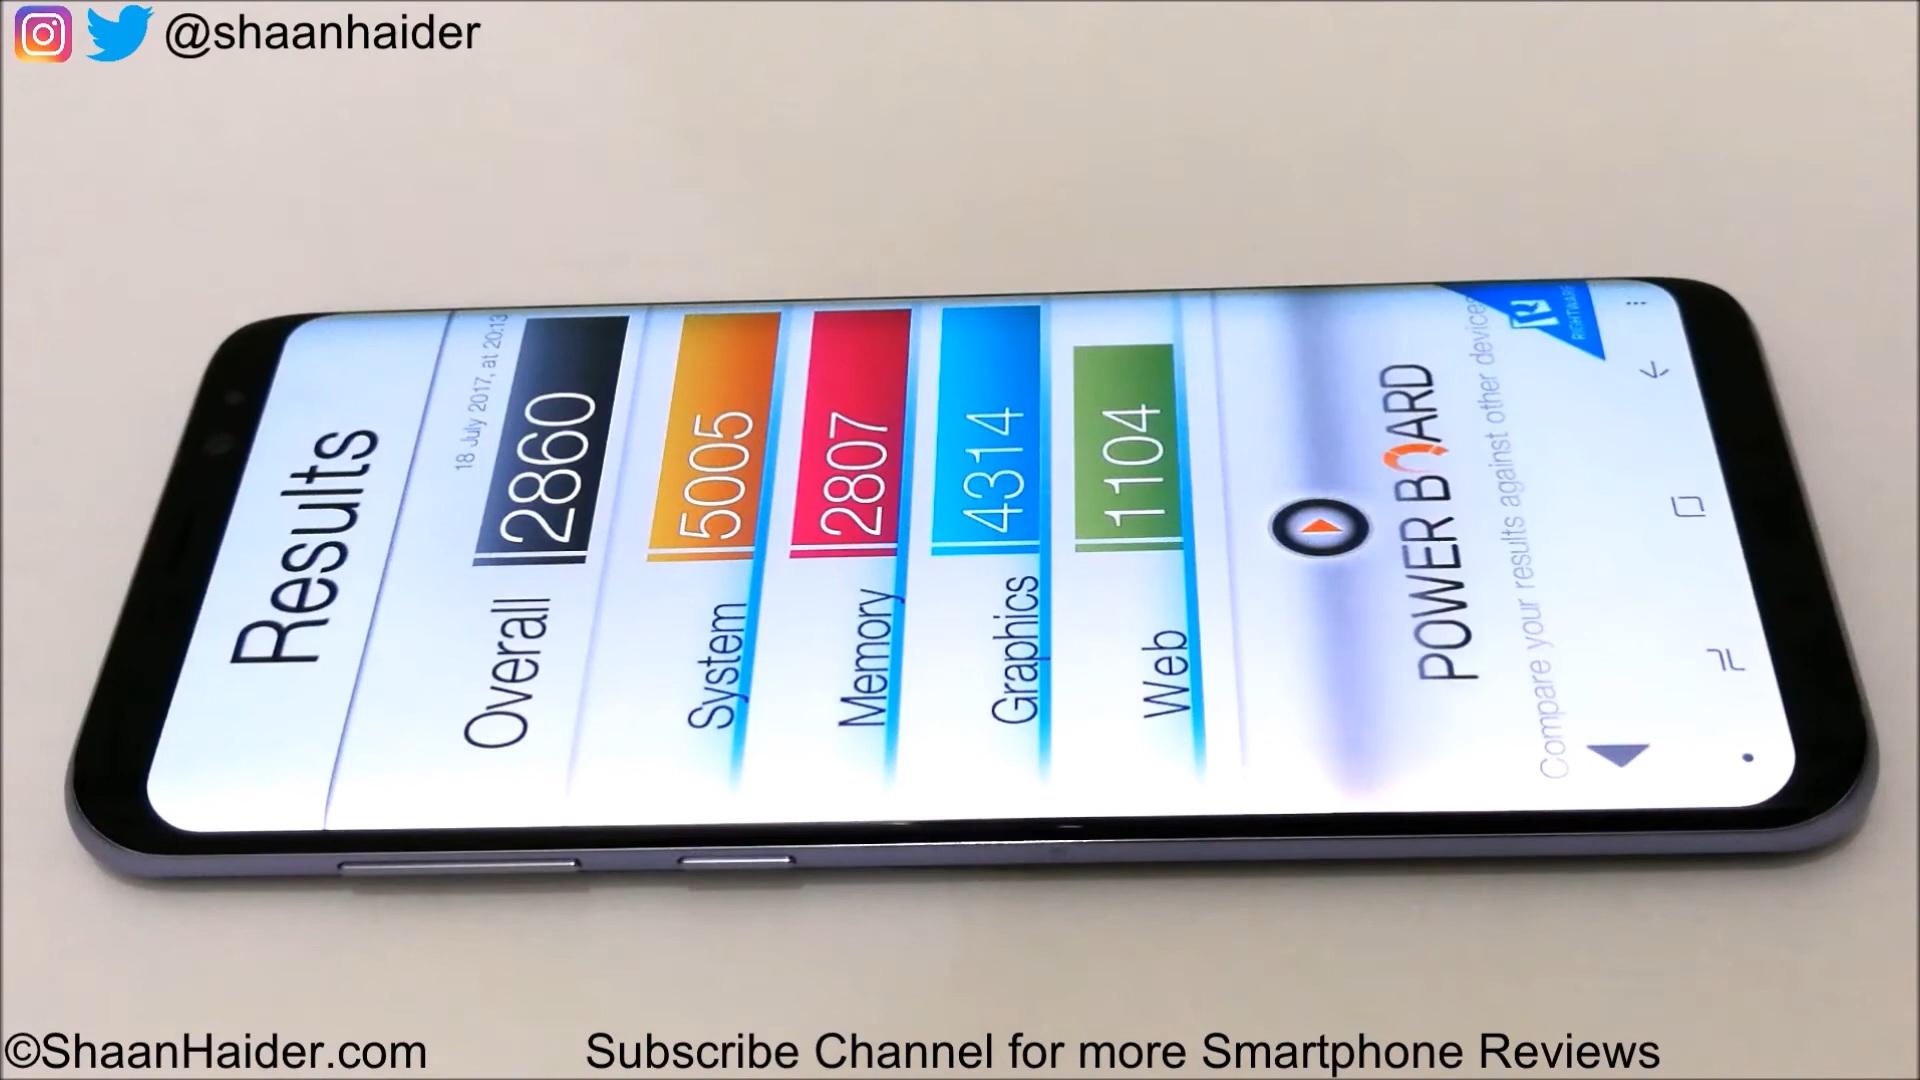 @shaanhaider
Results
18 July 2017, at 20:13
Overall 2860
System 5005
Memory 2807
Graphics 4314
Web 1104
POWER BOARD
Compare your results against other devices
RIGHTWARE
©ShaanHaider.com
Subscribe Channel for more Smartphone Reviews